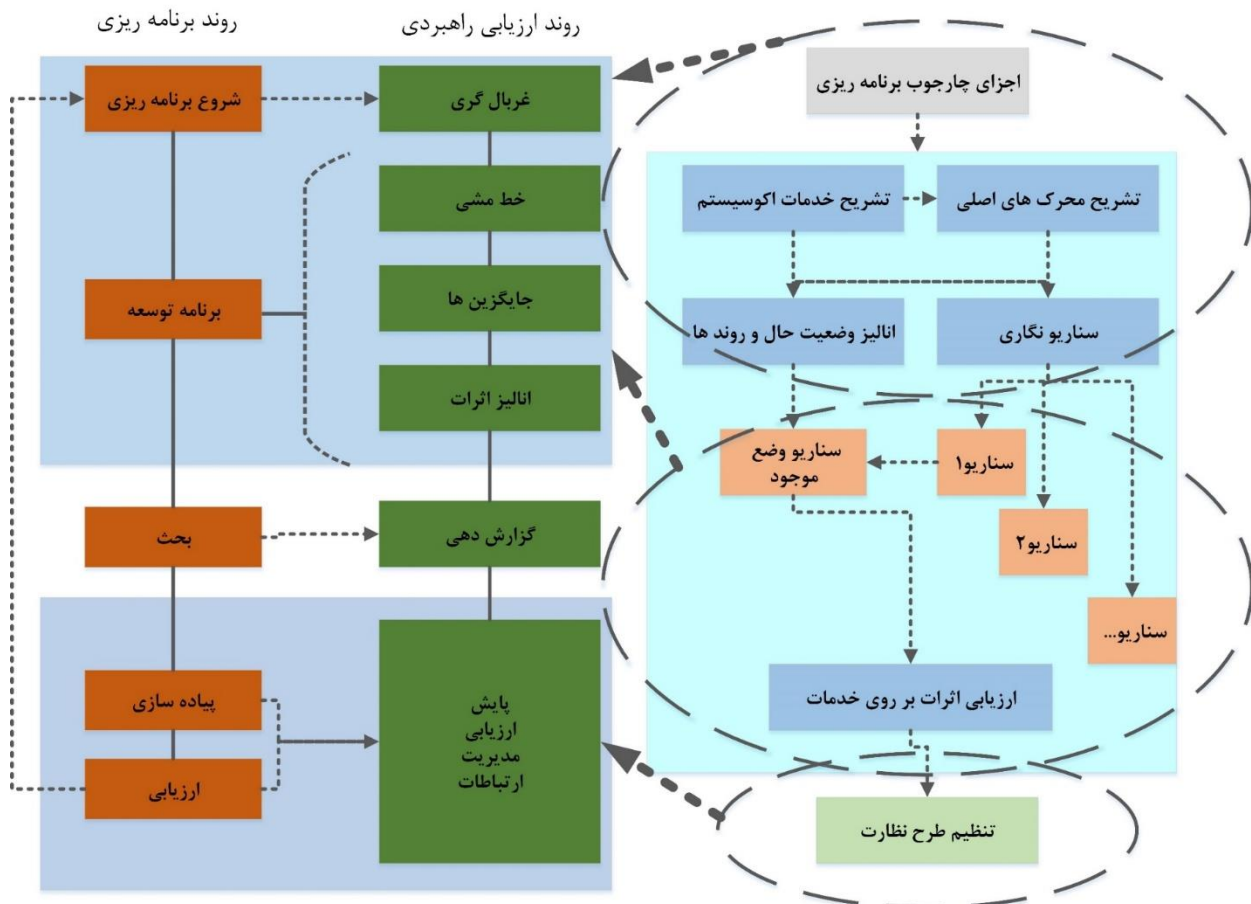 روند برنامه ریزی
روند ارزیابی راهبردی
شروع برنامه ریزی
برنامه توسعه
بحث
پیاده سازی
ارزیابی
غربال گری
خط مشی
جایگزین ها
انالیز اثرات
گزارش دهی
پایش
ارزیابی
مدیریت
ارتباطات
اجزای چارجوب برنامه ریزی
تشریح محرک های اصلی
تشریح خدمات اکوسیستم
سناریو نگاری
انالیز وضعیت حال و روند ها
سناریو۱
سناریو وضع
موجود
سناریو۲
سناریو...
ارزیابی اثرات بر روی خدمات
تنظیم طرح نظارت